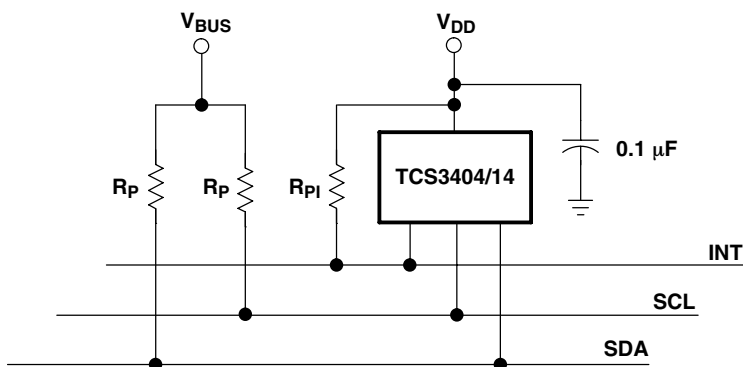 V_BUS
V_DD
R_P
R_P
R_PI
TCS3404/14
0.1 μF
INT
SCL
SDA